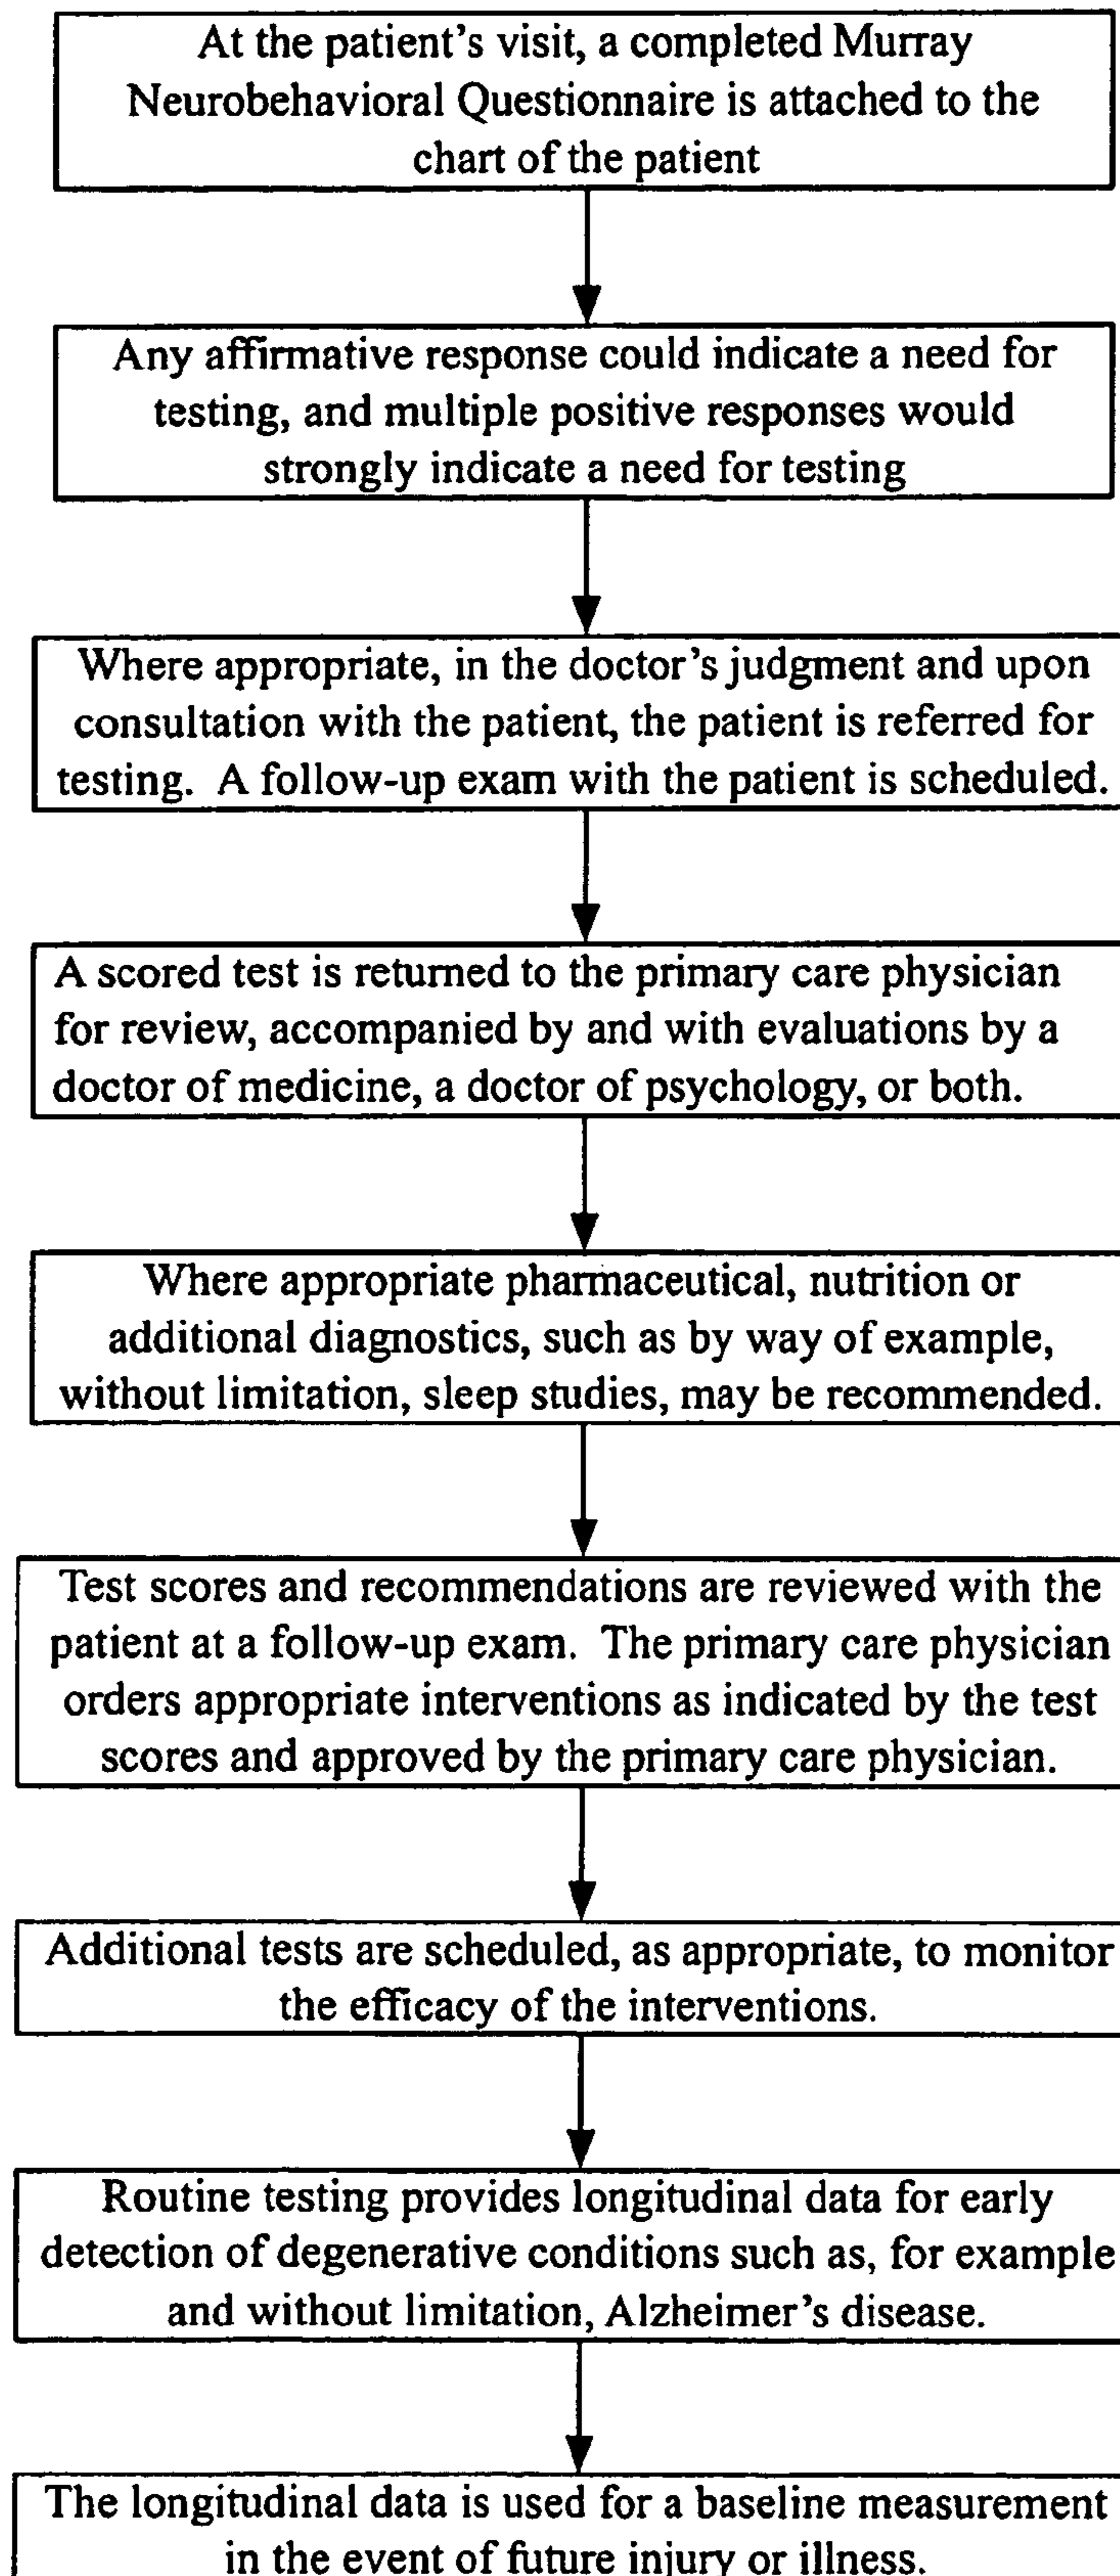 At the patient's visit, a completed Murray
Neurobehavioral Questionnaire is attached to the
chart of the patient
Any affirmative response could indicate a need for
testing, and multiple positive responses would
strongly indicate a need for testing
Where appropriate, in the doctor's judgment and upon
consultation with the patient, the patient is referred for
testing.  A follow-up exam with the patient is scheduled.
A scored test is returned to the primary care physician
for review, accompanied by and with evaluations by a
doctor of medicine, a doctor of psychology, or both.
Where appropriate pharmaceutical, nutrition or
additional diagnostics, such as by way of example,
without limitation, sleep studies, may be recommended.
Test scores and recommendations are reviewed with the
patient at a follow-up exam.  The primary care physician
orders appropriate interventions as indicated by the test
scores and approved by the primary care physician.
Additional tests are scheduled, as appropriate, to monitor
the efficacy of the interventions.
Routine testing provides longitudinal data for early
detection of degenerative conditions such as, for example
and without limitation, Alzheimer's disease.
The longitudinal data is used for a baseline measurement
in the event of future injury or illness.